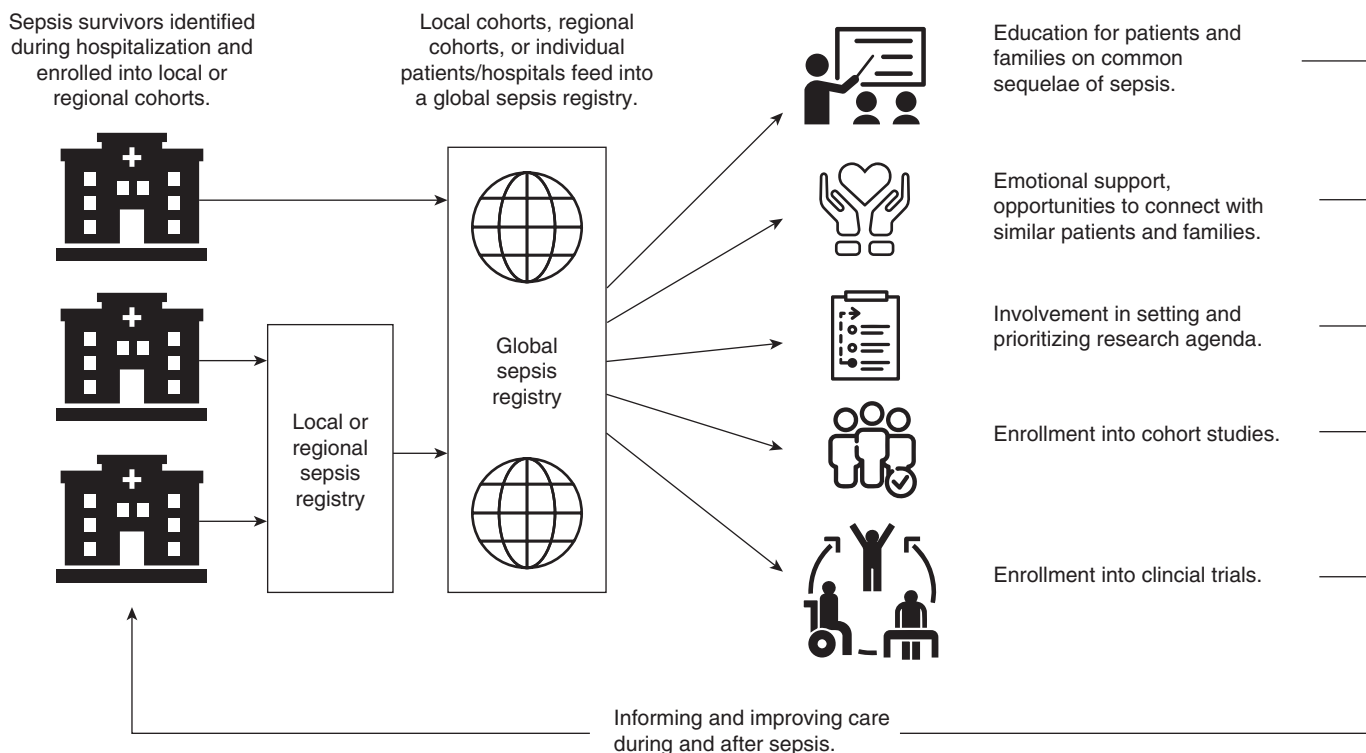 Sepsis survivors identified
during hospitalization and
enrolled into local or
regional cohorts.
Local cohorts, regional
cohorts, or individual
patients/hospitals feed into
a global sepsis registry.
Local or
regional
sepsis
registry
Global
sepsis
registry
Education for patients and
families on common
sequelae of sepsis.
Emotional support,
opportunities to connect with
similar patients and families.
Involvement in setting and
prioritizing research agenda.
Enrollment into cohort studies.
Enrollment into clincial trials.
Informing and improving care
during and after sepsis.